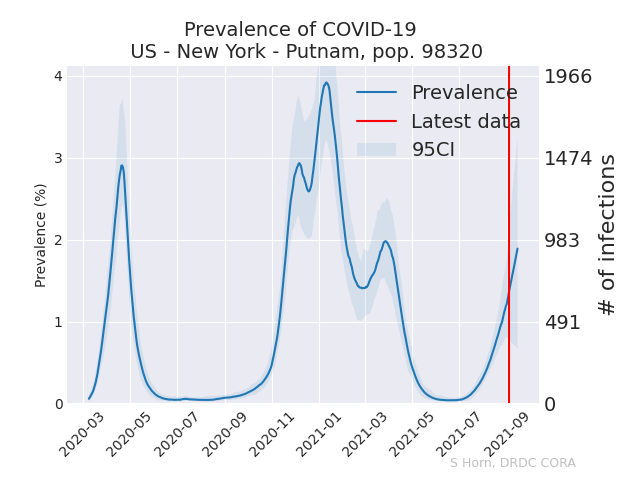 Prevalence of COVID-19
US - New York - Putnam, pop. 98320
Prevalence (%)
4
3
2
1
0
1966
1474
983
491
0
# of infections
Prevalence
Latest data
95CI
2020-03
2020-05
2020-07
2020-09
2020-11
2021-01
2021-03
2021-05
2021-07
2021-09
S Horn, DRDC CORA